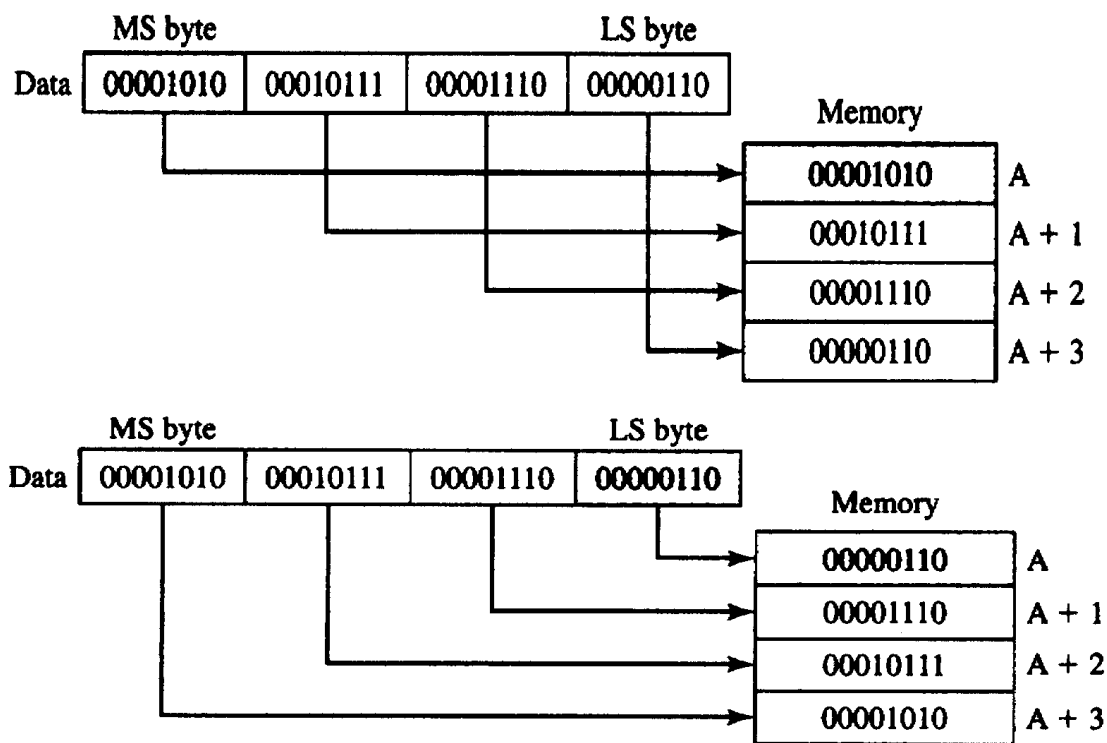 MS byte LS byte
Data 00001010 00010111 00001110 00000110
Memory
00001010 A
00010111 A + 1
00001110 A + 2
00000110 A + 3
MS byte LS byte
Data 00001010 00010111 00001110 00000110
Memory
00000110 A
00001110 A + 1
00010111 A + 2
00001010 A + 3